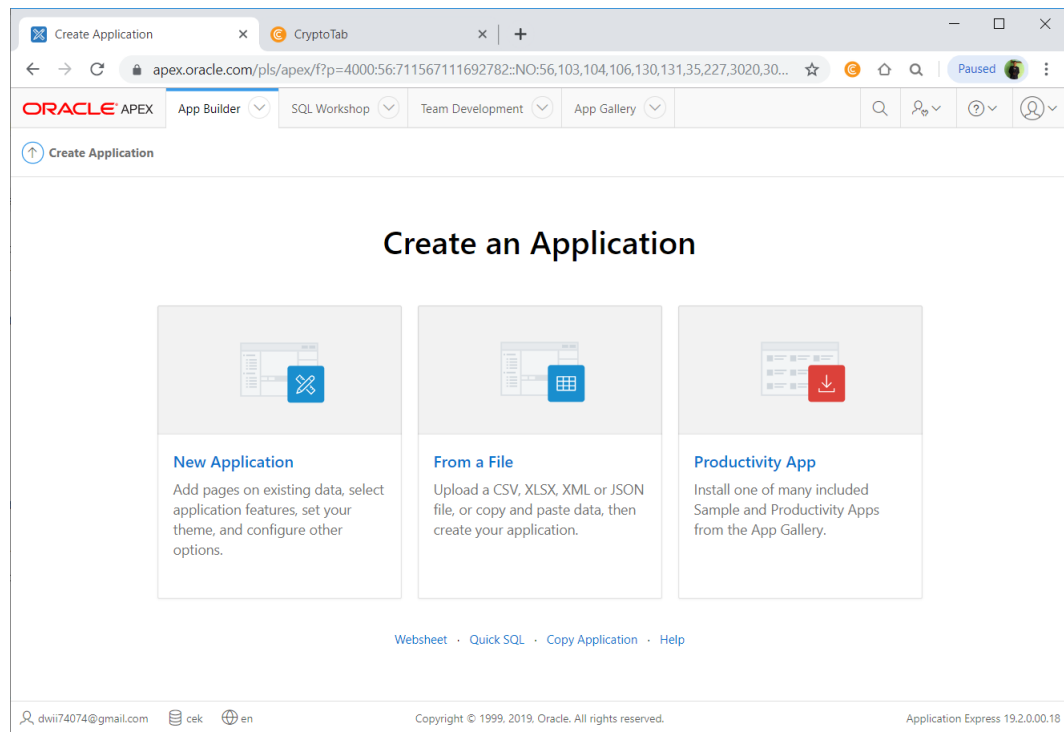 Create Application
CryptoTab
apex.oracle.com/pls/apex/f?p=4000:56:711567111692782::NO:56,103,104,106,130,131,35,227,3020,30...
Paused
ORACLE APEX
App Builder
SQL Workshop
Team Development
App Gallery
Create Application
Create an Application
New Application
Add pages on existing data, select
application features, set your
theme, and configure other
options.
From a File
Upload a CSV, XLSX, XML or JSON
file, or copy and paste data, then
create your application.
Productivity App
Install one of many included
Sample and Productivity Apps
from the App Gallery.
Websheet · Quick SQL · Copy Application · Help
dwii74074@gmail.com cek en
Copyright © 1999, 2019, Oracle. All rights reserved.
Application Express 19.2.0.00.18